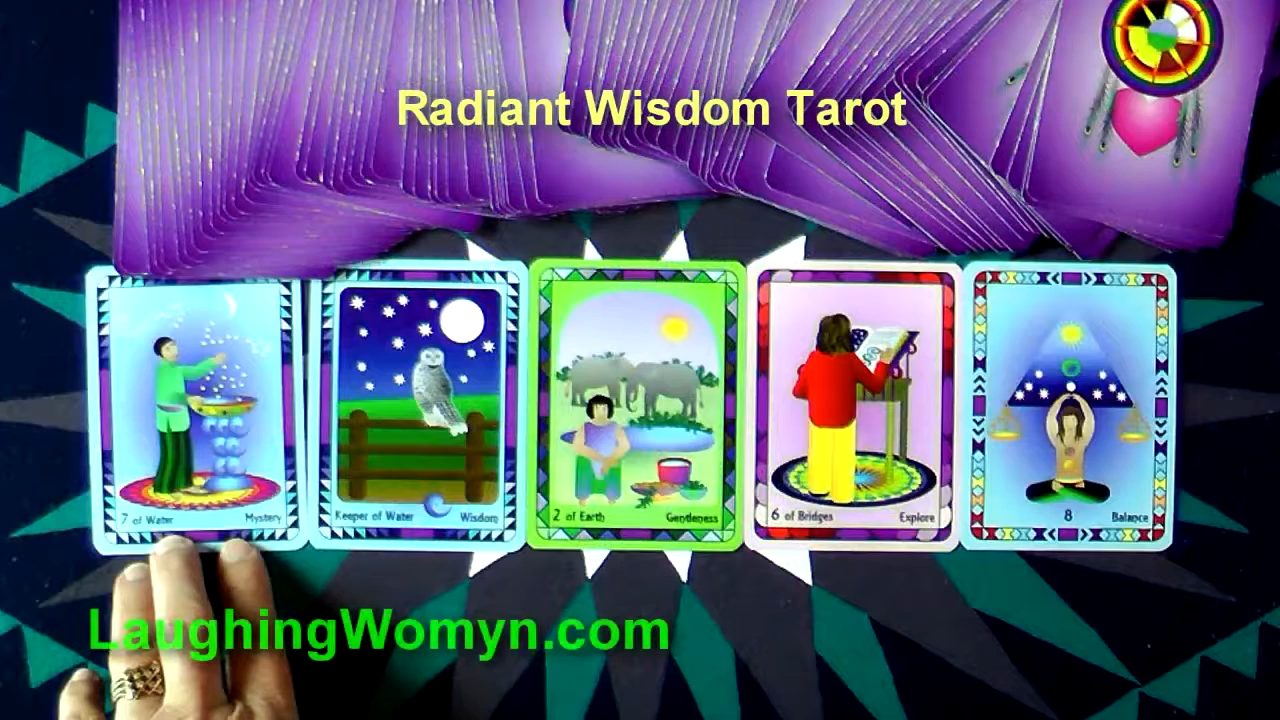 Radiant Wisdom Tarot
7 of Water Mystery
Keeper of Water Wisdom
2 of Earth Gentleness
6 of Bridges Explore
8 Balance
LaughingWomyn.com